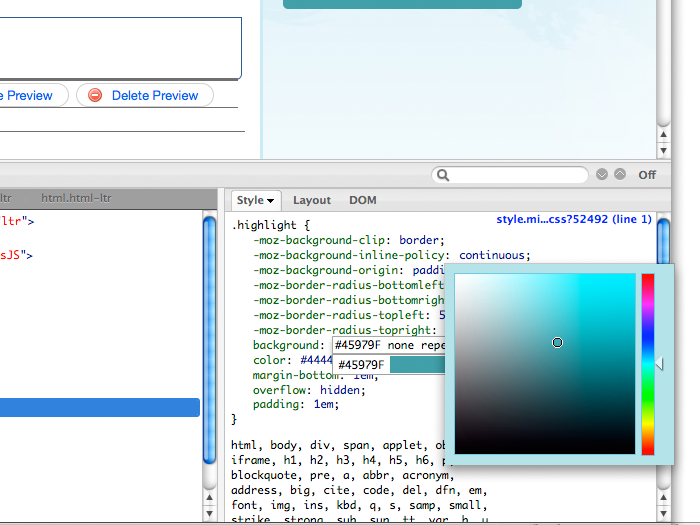 e Preview
Delete Preview
Off
ltr
html.html-ltr
Style
Layout
DOM
"ltr">
sJS">
style.mi...css?52492 (line 1)
.highlight {
-moz-background-clip: border;
-moz-background-inline-policy: continuous;
-moz-background-origin: paddi
-moz-border-radius-bottomleft
-moz-border-radius-bottomrigh
-moz-border-radius-topleft: 5
-moz-border-radius-topright:
background: #45979F none repe
color: #4444
#45979F
margin-bottom: 1em;
overflow: hidden;
padding: 1em;
}
html, body, div, span, applet, ob
iframe, h1, h2, h3, h4, h5, h6, p,
blockquote, pre, a, abbr, acronym,
address, big, cite, code, del, dfn, em,
font, img, ins, kbd, q, s, samp, small,
strike, strong, sub, sup, tt, var, b, u